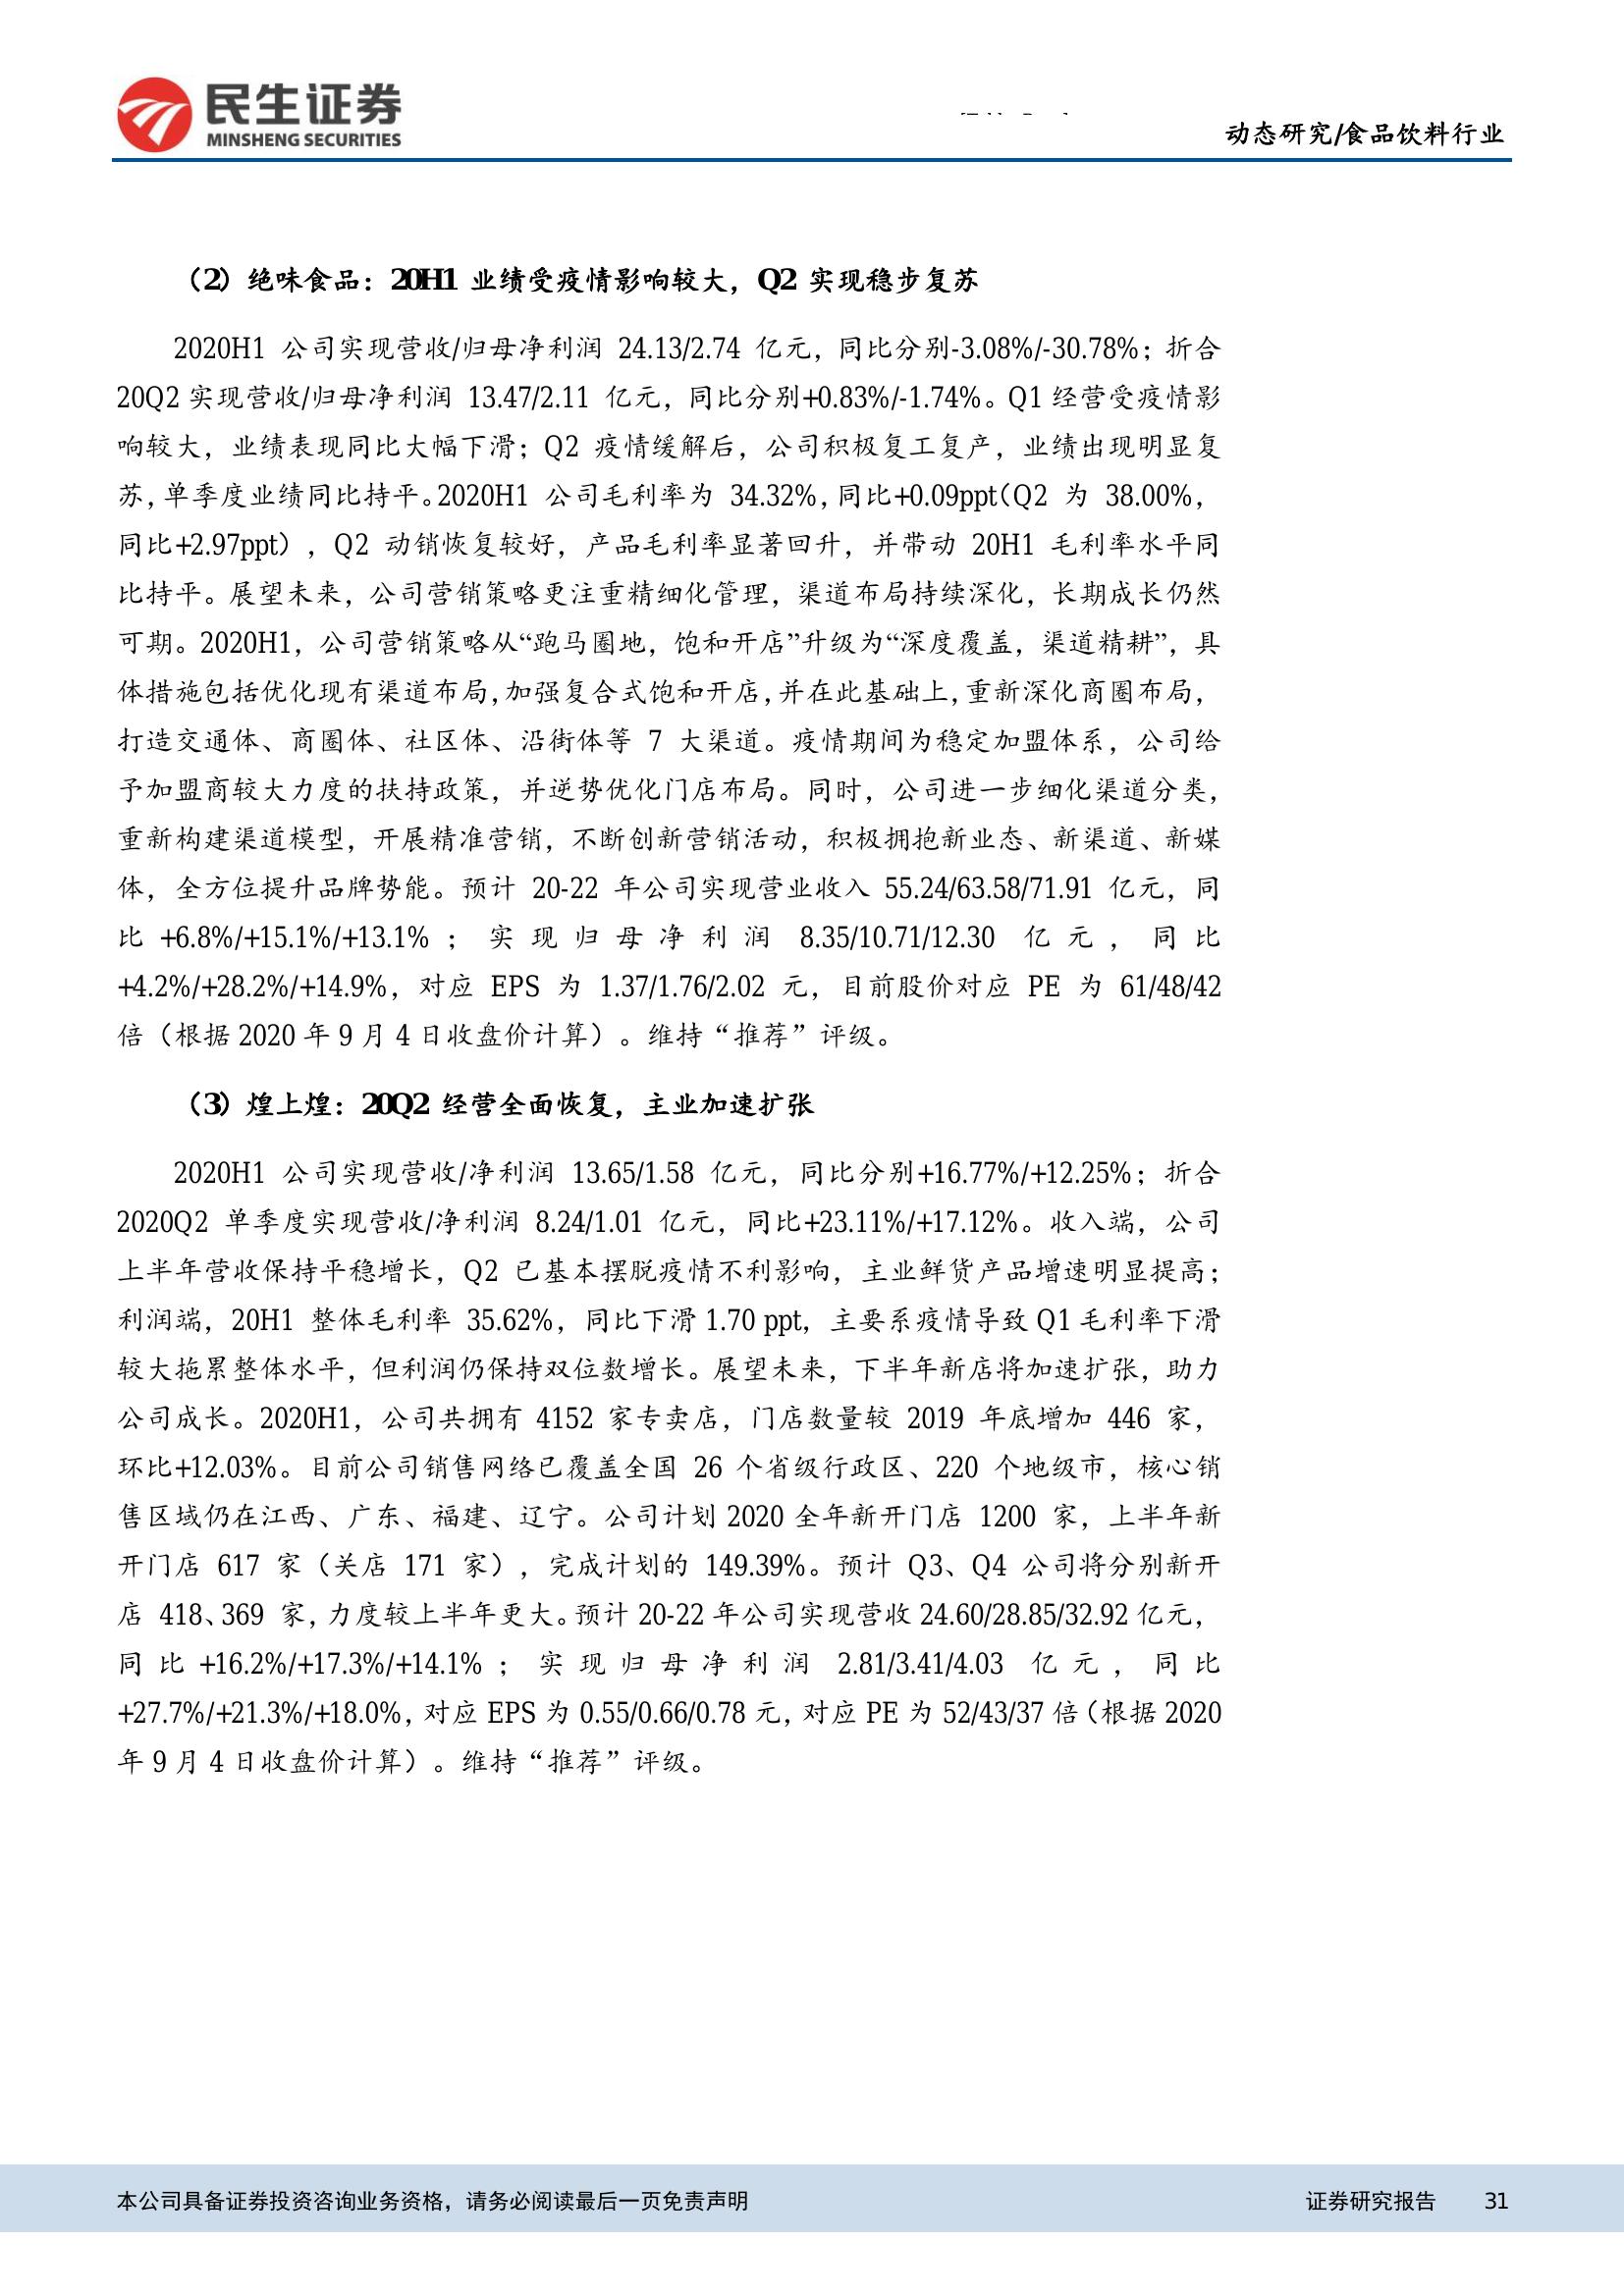 民生证券
MINSHENG SECURITIES
动态研究/食品饮料行业
（2）绝味食品：20H1 业绩受疫情影响较大，Q2 实现稳步复苏
2020H1 公司实现营收/归母净利润 24.13/2.74 亿元，同比分别-3.08%/-30.78%；折合
20Q2 实现营收/归母净利润 13.47/2.11 亿元，同比分别+0.83%/-1.74%。Q1 经营受疫情影
响较大，业绩表现同比大幅下滑；Q2 疫情缓解后，公司积极复工复产，业绩出现明显复
苏，单季度业绩同比持平。2020H1 公司毛利率为 34.32%，同比+0.09ppt（Q2 为 38.00%，
同比+2.97ppt），Q2 动销恢复较好，产品毛利率显著回升，并带动 20H1 毛利率水平同
比持平。展望未来，公司营销策略更注重精细化管理，渠道布局持续深化，长期成长仍然
可期。2020H1，公司营销策略从“跑马圈地，饱和开店”升级为“深度覆盖，渠道精耕”，具
体措施包括优化现有渠道布局，加强复合式饱和开店，并在此基础上，重新深化商圈布局，
打造交通体、商圈体、社区体、沿街体等 7 大渠道。疫情期间为稳定加盟体系，公司给
予加盟商较大力度的扶持政策，并逆势优化门店布局。同时，公司进一步细化渠道分类，
重新构建渠道模型，开展精准营销，不断创新营销活动，积极拥抱新业态、新渠道、新媒
体，全方位提升品牌势能。预计 20-22 年公司实现营业收入 55.24/63.58/71.91 亿元，同
比 +6.8%/+15.1%/+13.1% ； 实现归母净利润 8.35/10.71/12.30 亿元，同比
+4.2%/+28.2%/+14.9%，对应 EPS 为 1.37/1.76/2.02 元，目前股价对应 PE 为 61/48/42
倍（根据 2020 年 9 月 4 日收盘价计算）。维持“推荐”评级。
（3）煌上煌：20Q2 经营全面恢复，主业加速扩张
2020H1 公司实现营收/净利润 13.65/1.58 亿元，同比分别+16.77%/+12.25%；折合
2020Q2 单季度实现营收/净利润 8.24/1.01 亿元，同比+23.11%/+17.12%。收入端，公司
上半年营收保持平稳增长，Q2 已基本摆脱疫情不利影响，主业鲜货产品增速明显提高；
利润端，20H1 整体毛利率 35.62%，同比下滑 1.70 ppt，主要系疫情导致 Q1 毛利率下滑
较大拖累整体水平，但利润仍保持双位数增长。展望未来，下半年新店将加速扩张，助力
公司成长。2020H1，公司共拥有 4152 家专卖店，门店数量较 2019 年底增加 446 家，
环比+12.03%。目前公司销售网络已覆盖全国 26 个省级行政区、220 个地级市，核心销
售区域仍在江西、广东、福建、辽宁。公司计划 2020 全年新开门店 1200 家，上半年新
开门店 617 家（关店 171 家），完成计划的 149.39%。预计 Q3、Q4 公司将分别新开
店 418、369 家，力度较上半年更大。预计 20-22 年公司实现营收 24.60/28.85/32.92 亿元，
同比 +16.2%/+17.3%/+14.1% ； 实现归母净利润 2.81/3.41/4.03 亿元，同比
+27.7%/+21.3%/+18.0%，对应 EPS 为 0.55/0.66/0.78 元，对应 PE 为 52/43/37 倍（根据 2020
年 9 月 4 日收盘价计算）。维持“推荐”评级。
本公司具备证券投资咨询业务资格，请务必阅读最后一页免责声明
证券研究报告 31